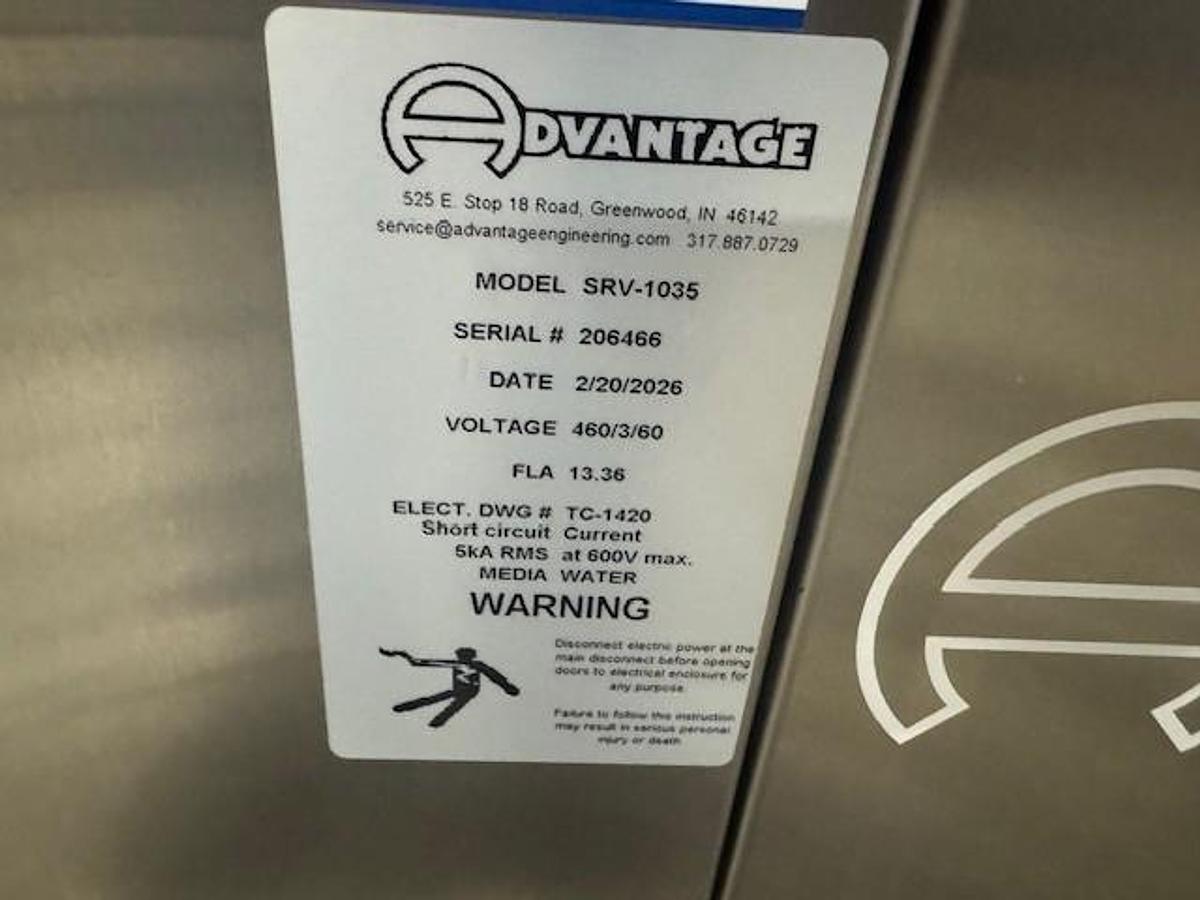 ADVANTAGE
525 E. Stop 18 Road, Greenwood, IN 46142
service@advantageengineering.com 317.887.0729
MODEL SRV-1035
SERIAL # 206466
DATE 2/20/2026
VOLTAGE 460/3/60
FLA 13.36
ELECT. DWG # TC-1420
Short circuit Current
5kA RMS at 600V max.
MEDIA WATER
WARNING
Disconnect electric power at the
main disconnect before opening
doors to electrical enclosure for
any purpose.
Failure to follow this instruction
may result in serious personal
injury or death